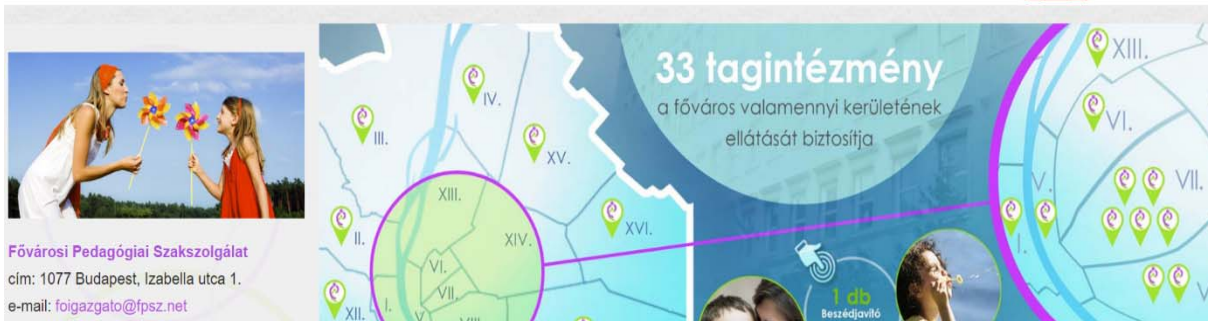 Fővárosi Pedagógiai Szakszolgálat
cím: 1077 Budapest, Izabella utca 1.
e-mail: foigazgato@fpsz.net
33 tagintézmény
a főváros valamennyi kerületének
ellátását biztosítja
IV.
III.
XV.
XIII.
II.
XIV.
XVI.
VI.
VII.
XII.
I.
V.
VIII.
1 db
Beszédjavító
XIII.
VI.
V.
VII.
I.